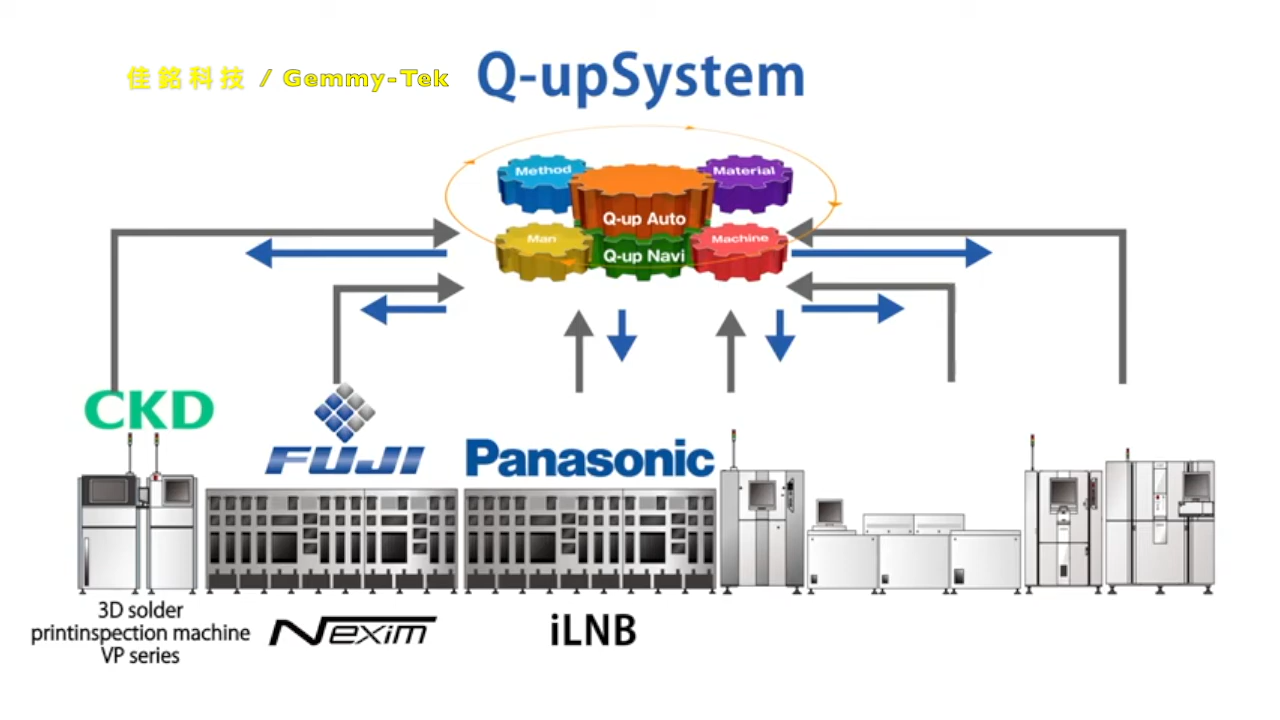 佳銘科技 / Gemmy-Tek
Q-upSystem
Method
Material
Q-up Auto
Man
Machine
Q-up Navi
CKD
FUJI
Panasonic
3D solder
printinspection machine
VP series
NEXIM
iLNB